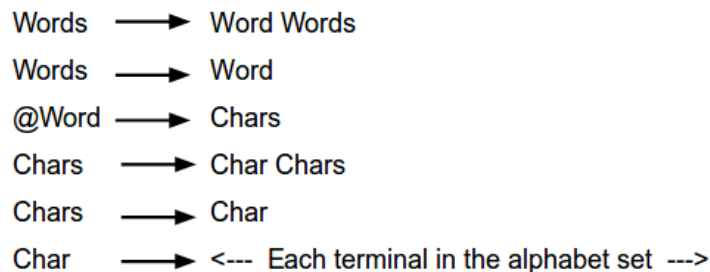 Words → Word Words
Words → Word
@Word → Chars
Chars → Char Chars
Chars → Char
Char → <--- Each terminal in the alphabet set --->